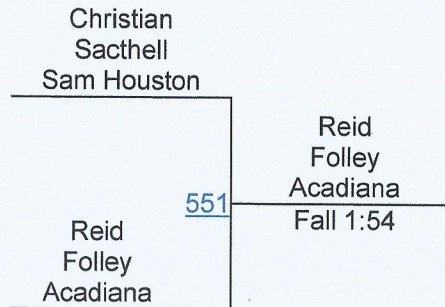 Christian
Sacthell
Sam Houston
551
Reid
Folley
Acadiana
Fall 1:54
Reid
Folley
Acadiana